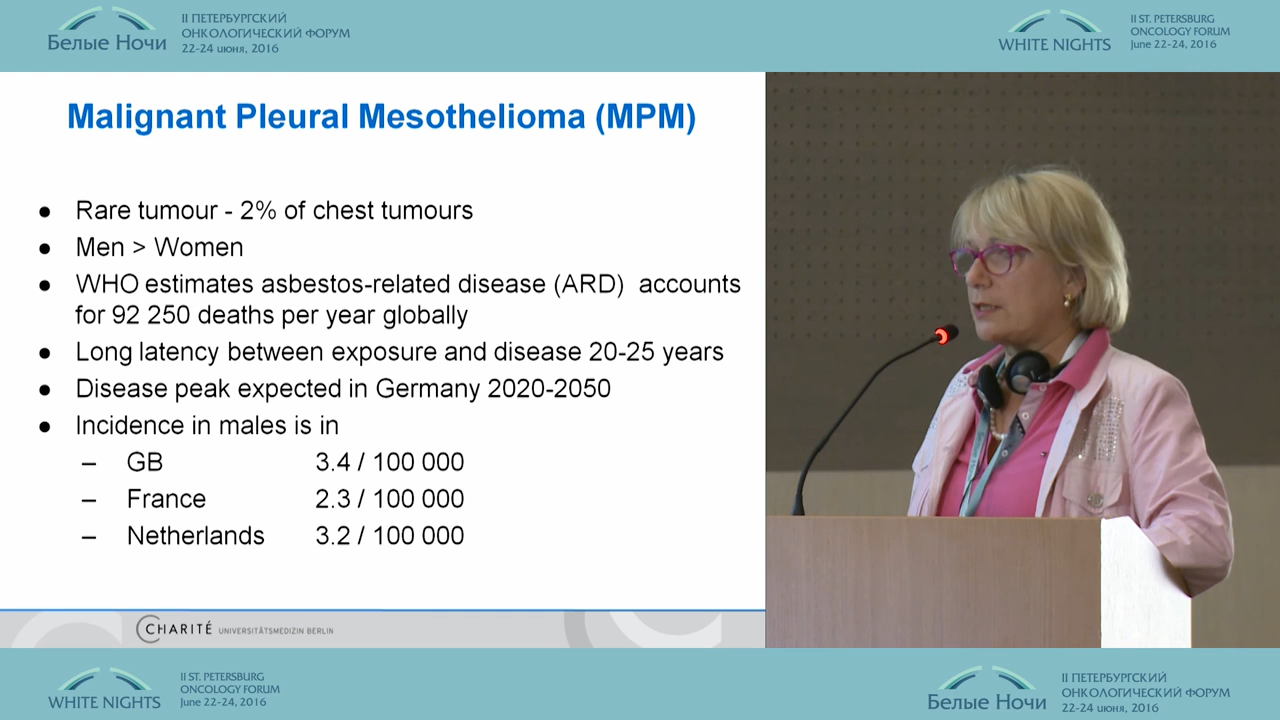 Белые Ночи
II ПЕТЕРБУРГСКИЙ
ОНКОЛОГИЧЕСКИЙ ФОРУМ
22-24 июня, 2016
WHITE NIGHTS
II ST. PETERSBURG
ONCOLOGY FORUM
June 22-24, 2016
Malignant Pleural Mesothelioma (MPM)
● Rare tumour - 2% of chest tumours
● Men > Women
● WHO estimates asbestos-related disease (ARD) accounts
for 92 250 deaths per year globally
● Long latency between exposure and disease 20-25 years
● Disease peak expected in Germany 2020-2050
● Incidence in males is in
– GB 3.4 / 100 000
– France 2.3 / 100 000
– Netherlands 3.2 / 100 000
CHARITÉ UNIVERSITÄTSMEDIZIN BERLIN
WHITE NIGHTS
II ST. PETERSBURG
ONCOLOGY FORUM
June 22-24, 2016
Белые Ночи
II ПЕТЕРБУРГСКИЙ
ОНКОЛОГИЧЕСКИЙ ФОРУМ
22-24 июня, 2016